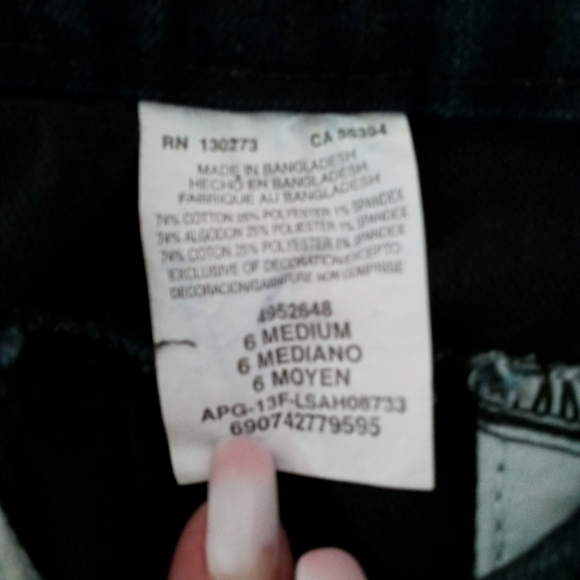 RN 130273 CA 56304
MADE IN BANGLADESH
HECHO EN BANGLADESH
FABRIQUE AU BANGLADESH
74% COTTON 25% POLYESTER 1% SPANDEX
74% ALGODON 25% POLIESTER 1% SPANDEX
74% COTON 25% POLYESTER 1% SPANDEX
EXCLUSIVE OF DECORATION/EXCEPTO
DECORACION/GARNITURE NON COMPRISE
4952648
6 MEDIUM
6 MEDIANO
6 MOYEN
APG-13F-LSAH08733
690742779595